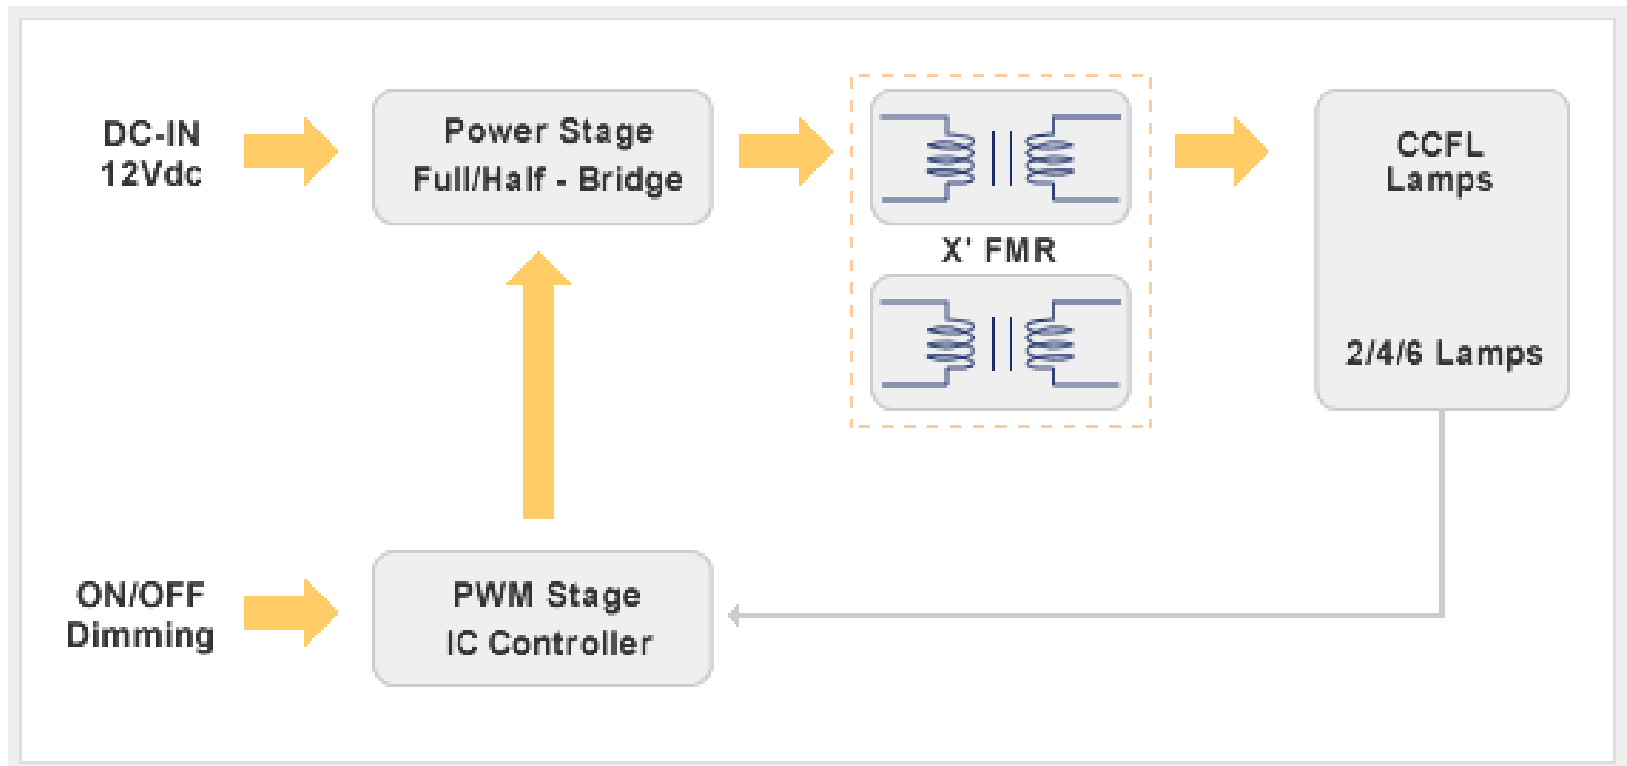 DC-IN
12Vdc
Power Stage
Full/Half - Bridge
X' FMR
CCFL
Lamps
2/4/6 Lamps
ON/OFF
Dimming
PWM Stage
IC Controller